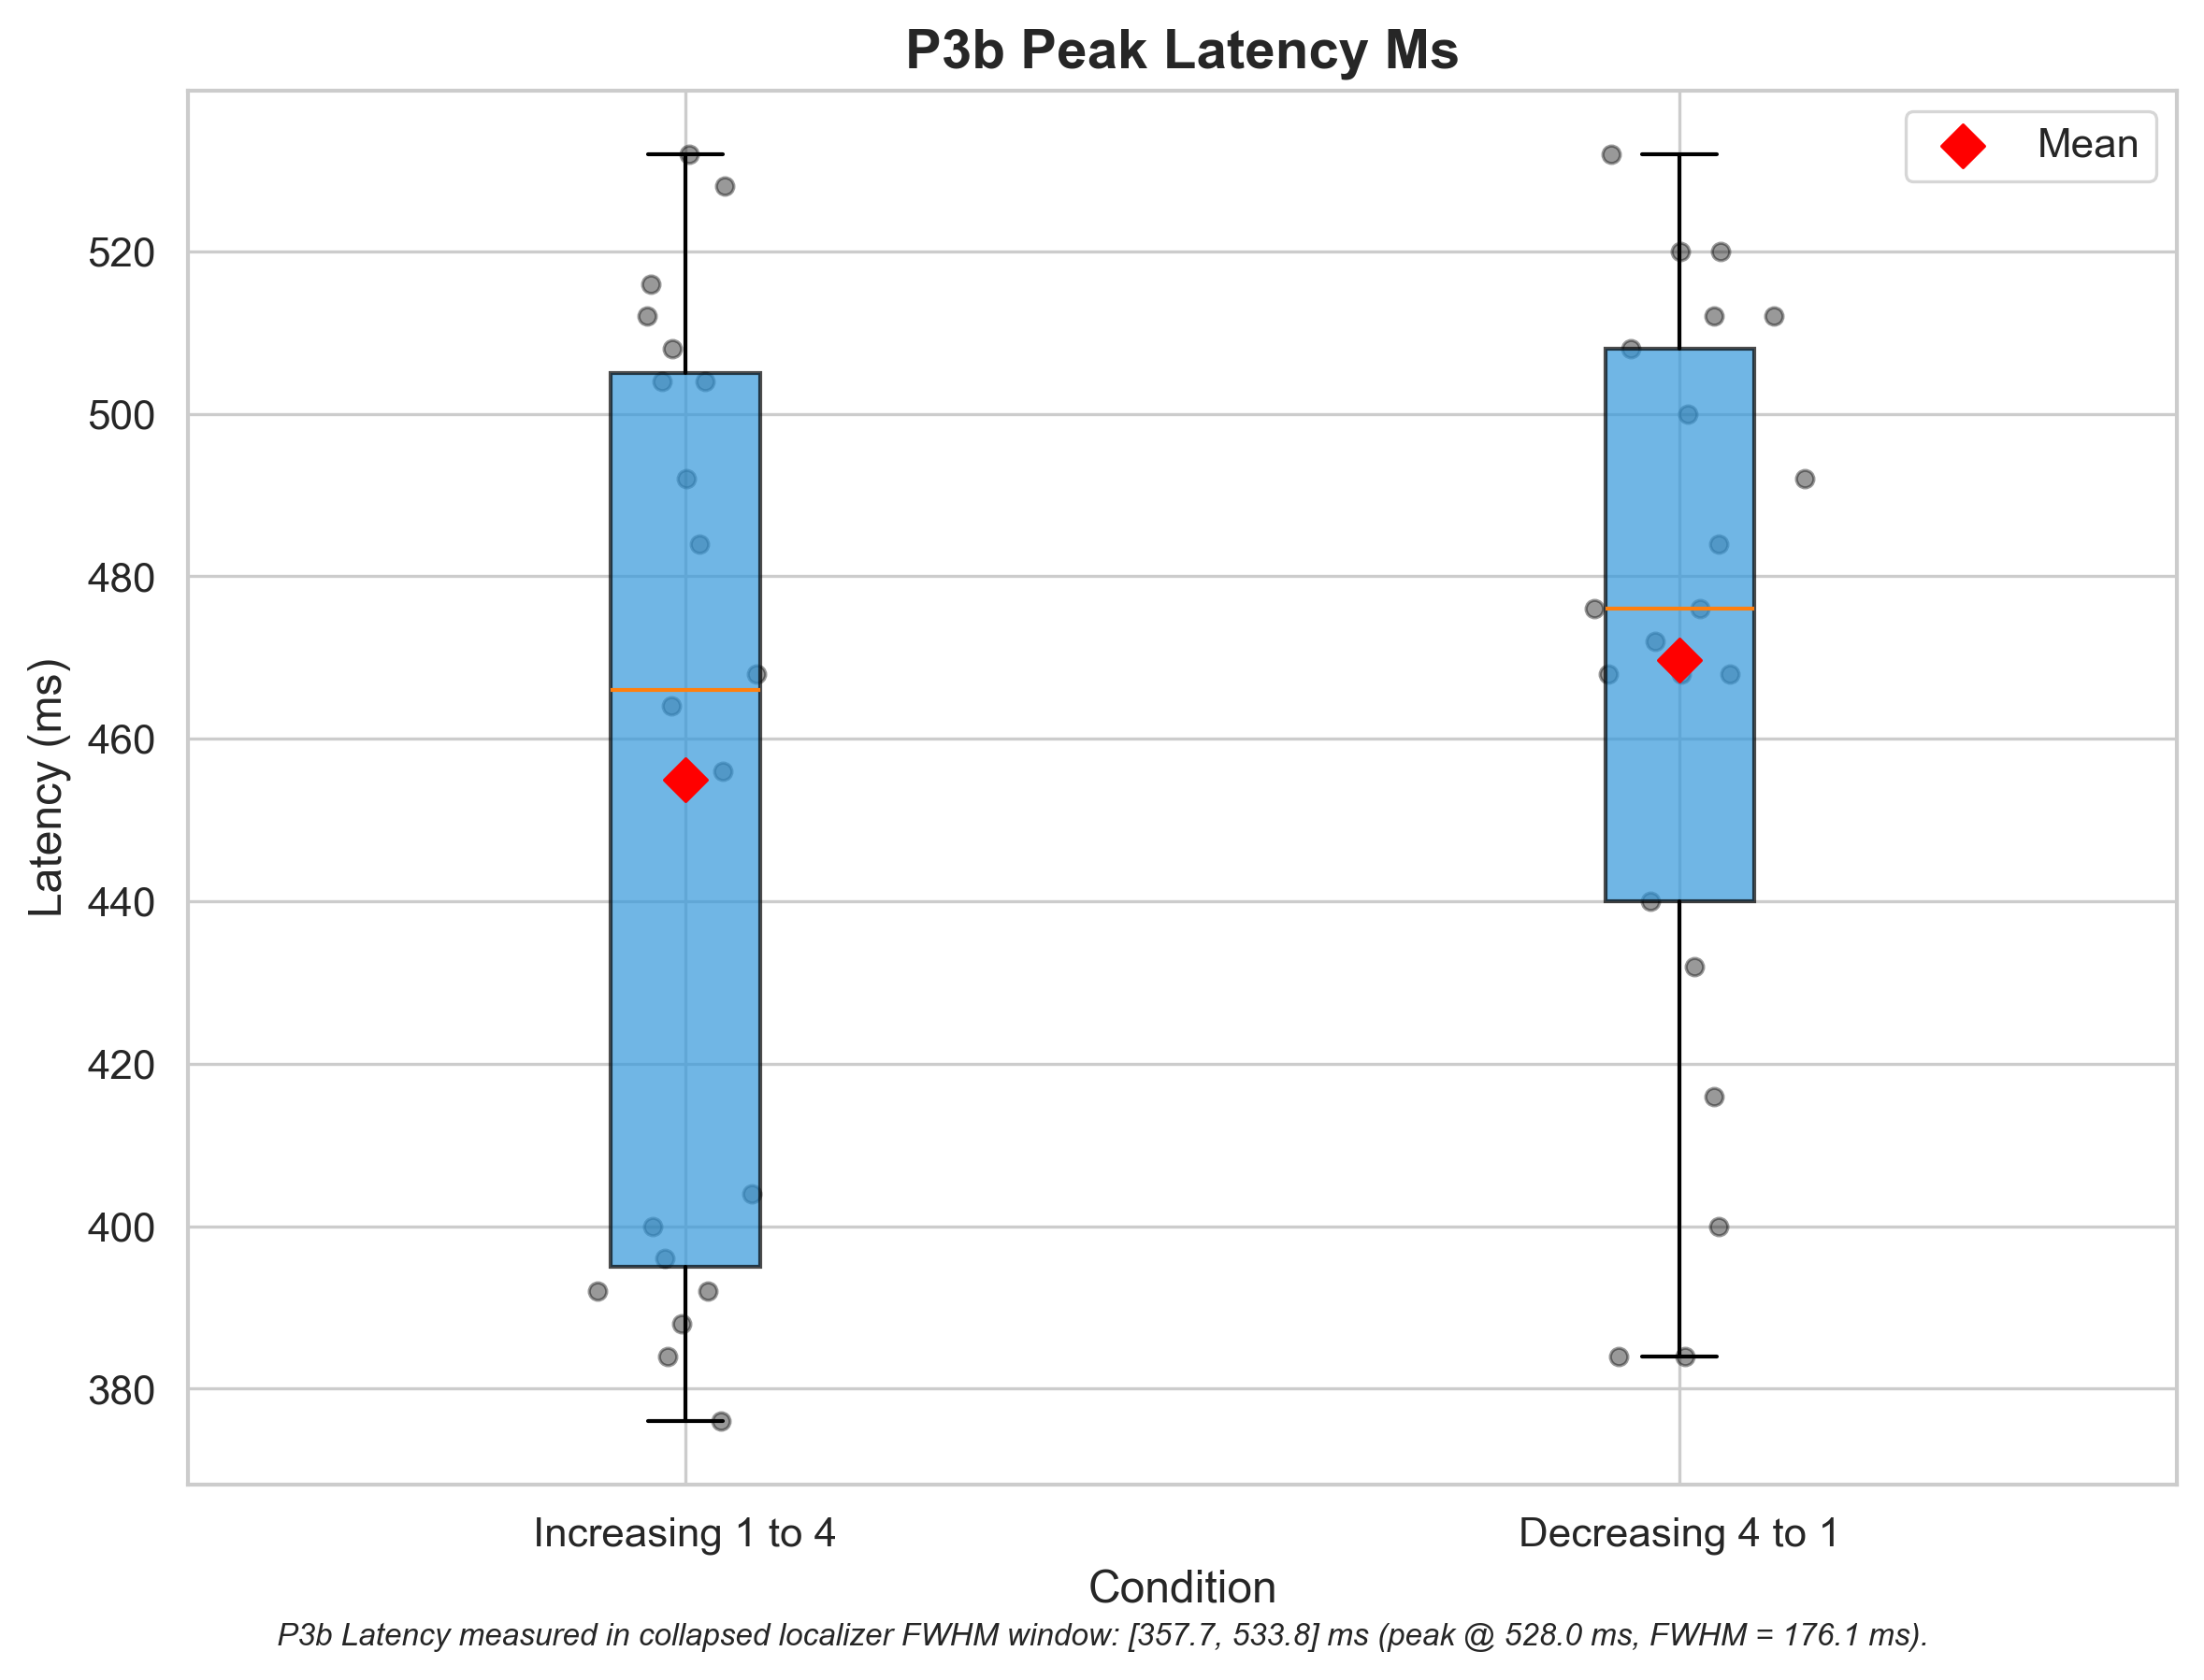 P3b Peak Latency Ms
Mean
520
500
480
460
440
420
400
380
Latency (ms)
Increasing 1 to 4
Decreasing 4 to 1
Condition
P3b Latency measured in collapsed localizer FWHM window: [357.7, 533.8] ms (peak @ 528.0 ms, FWHM = 176.1 ms).